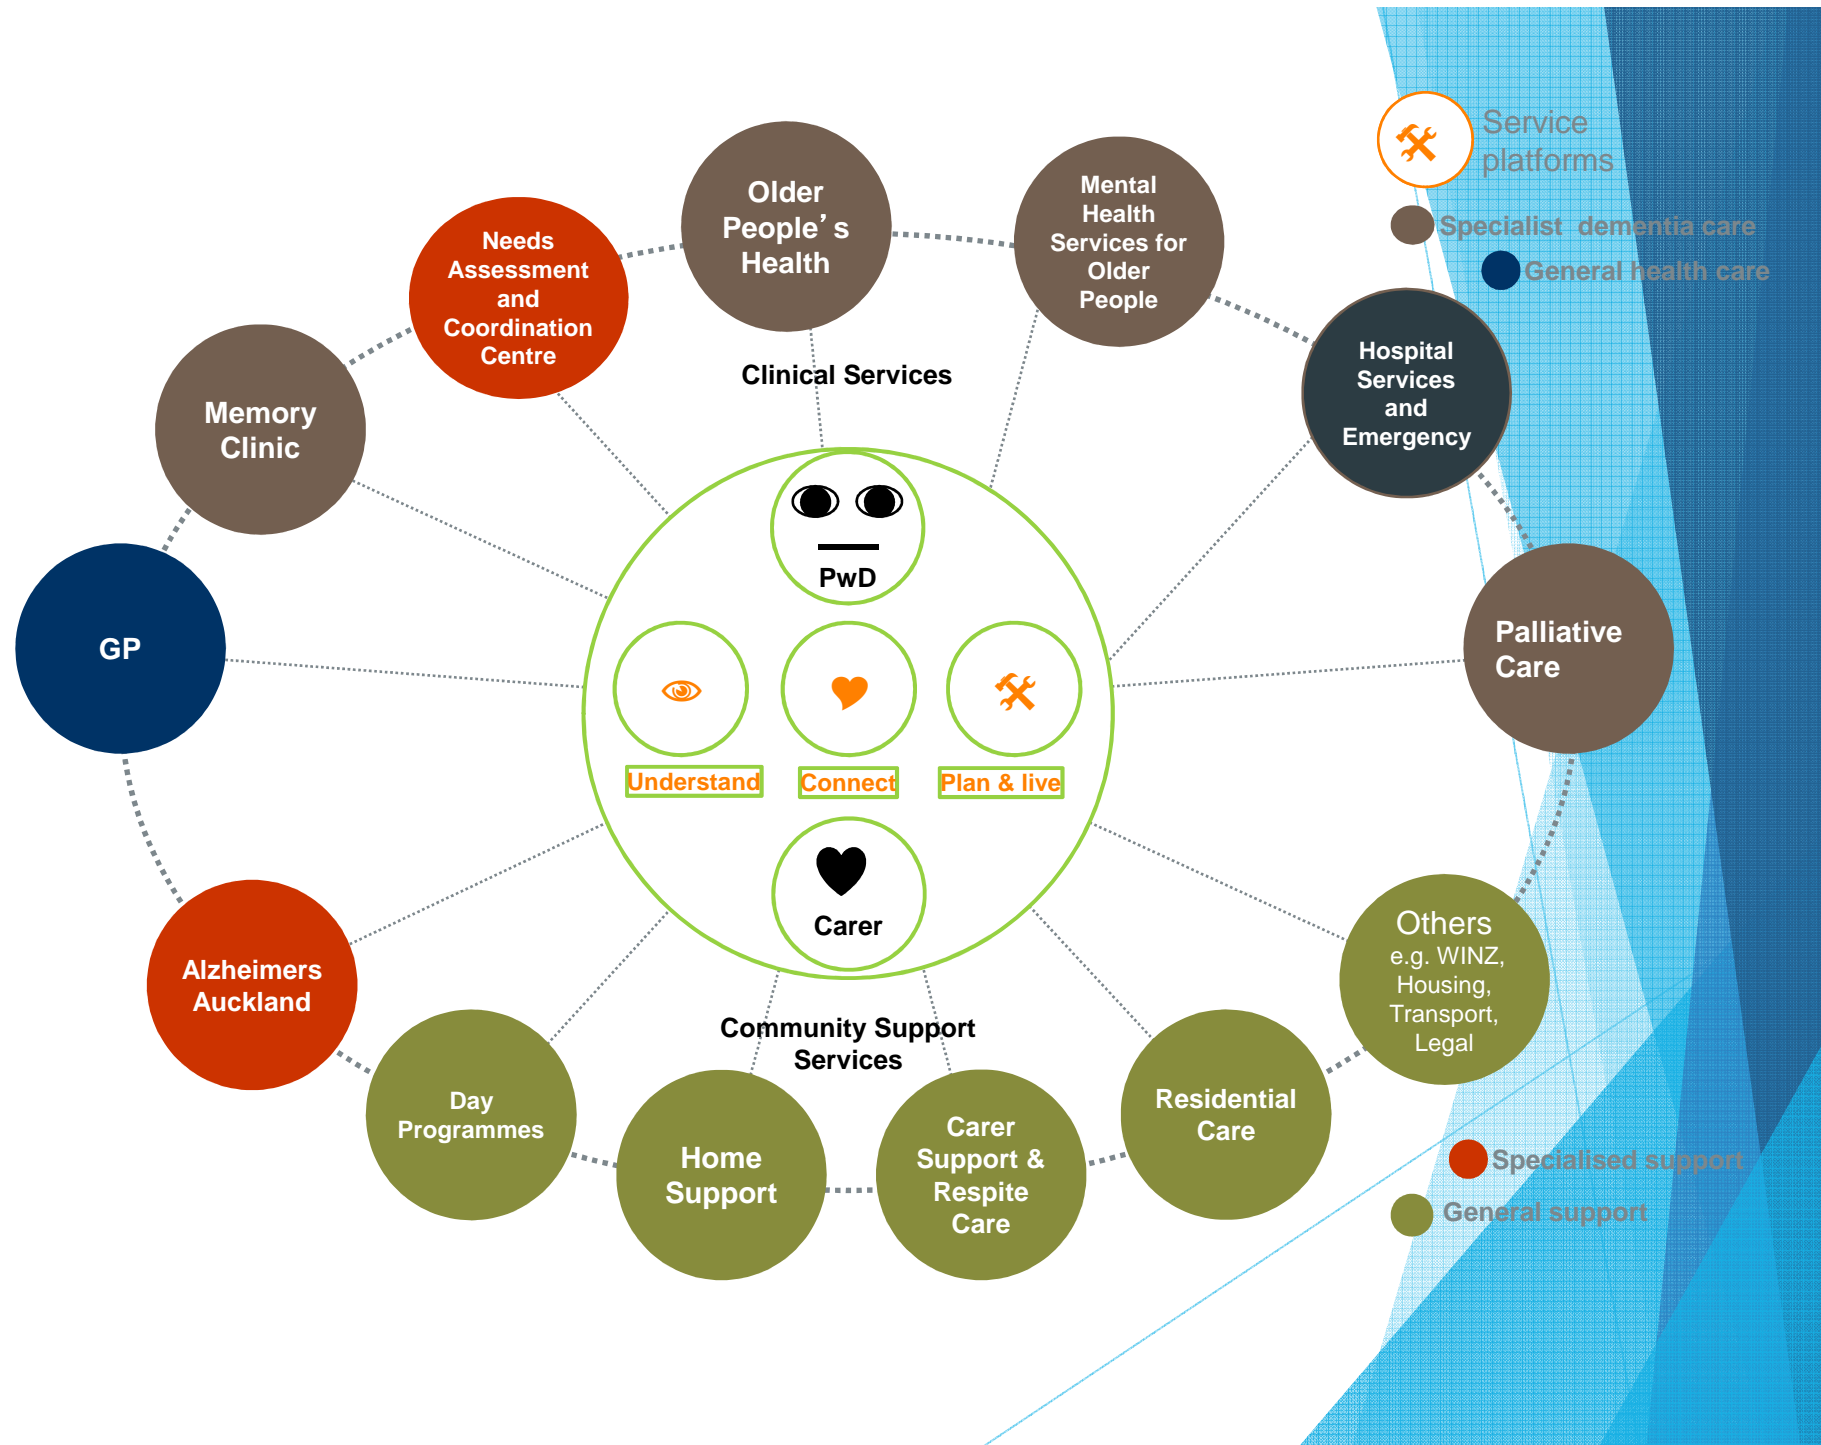 Service
platforms
Specialist dementia care
General health care
Older
People's
Health
Mental
Health
Services for
Older
People
Needs
Assessment
and
Coordination
Centre
Hospital
Services
and
Emergency
Clinical Services
Memory
Clinic
GP
PwD
Palliative
Care
Understand
Connect
Plan & live
Carer
Others
e.g. WINZ,
Housing,
Transport,
Legal
Alzheimers
Auckland
Community Support
Services
Day
Programmes
Home
Support
Carer
Support &
Respite
Care
Residential
Care
Specialised support
General support